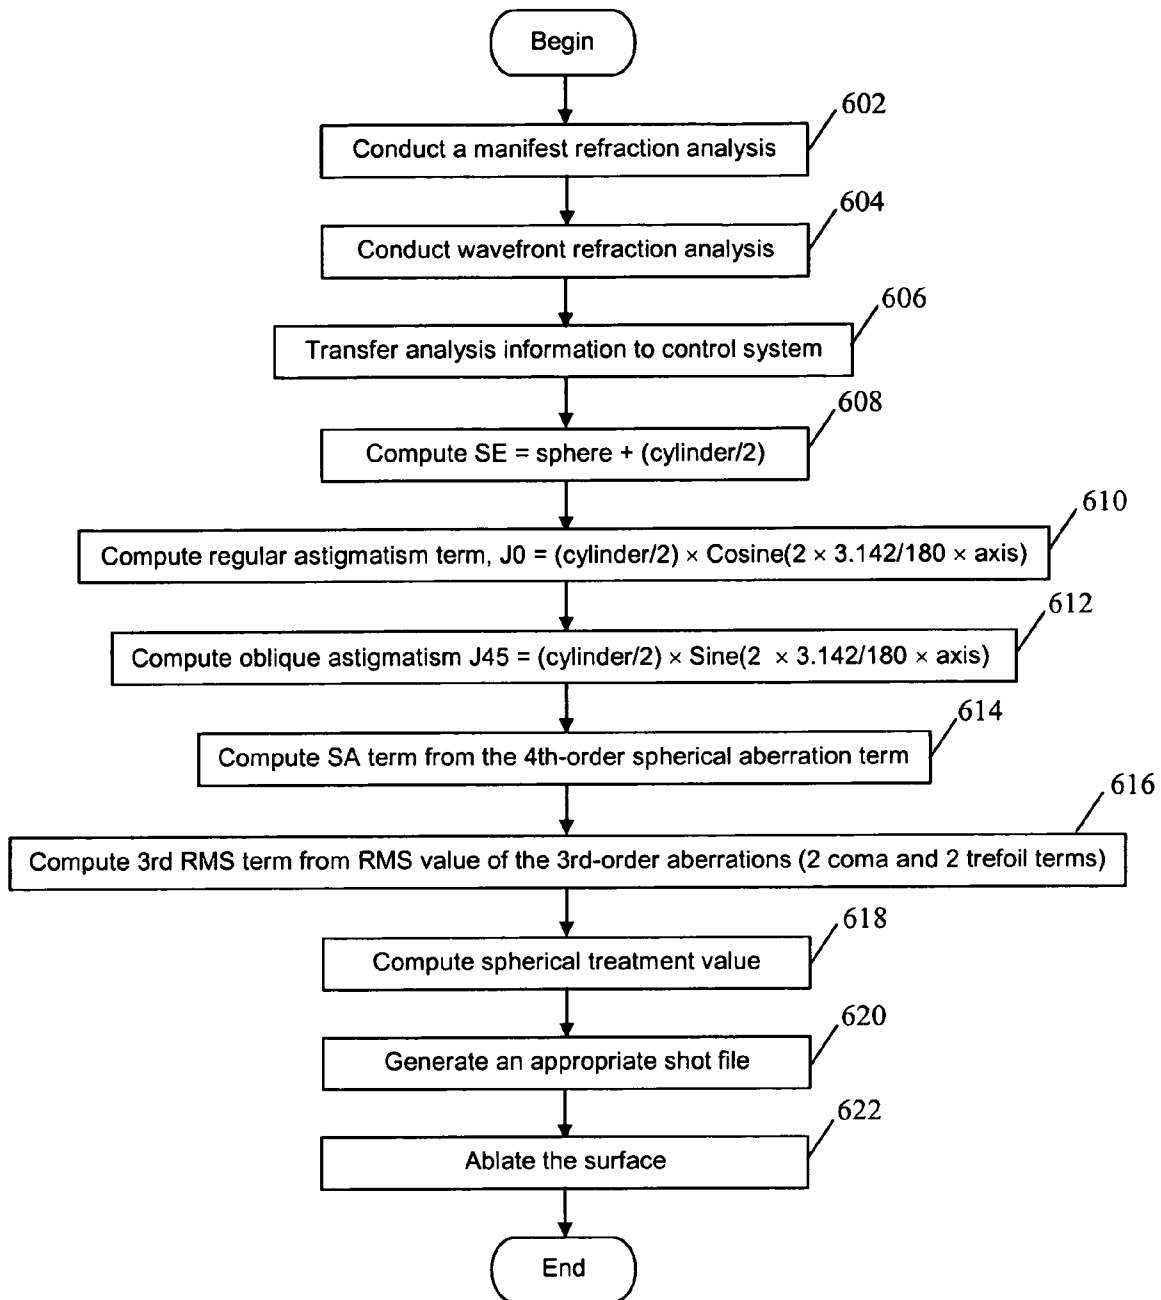 Begin
602
Conduct a manifest refraction analysis
604
Conduct wavefront refraction analysis
606
Transfer analysis information to control system
608
Compute SE = sphere + (cylinder/2)
610
Compute regular astigmatism term, J0 = (cylinder/2) × Cosine(2 × 3.142/180 × axis)
612
Compute oblique astigmatism J45 = (cylinder/2) × Sine(2 × 3.142/180 × axis)
614
Compute SA term from the 4th-order spherical aberration term
616
Compute 3rd RMS term from RMS value of the 3rd-order aberrations (2 coma and 2 trefoil terms)
618
Compute spherical treatment value
620
Generate an appropriate shot file
622
Ablate the surface
End